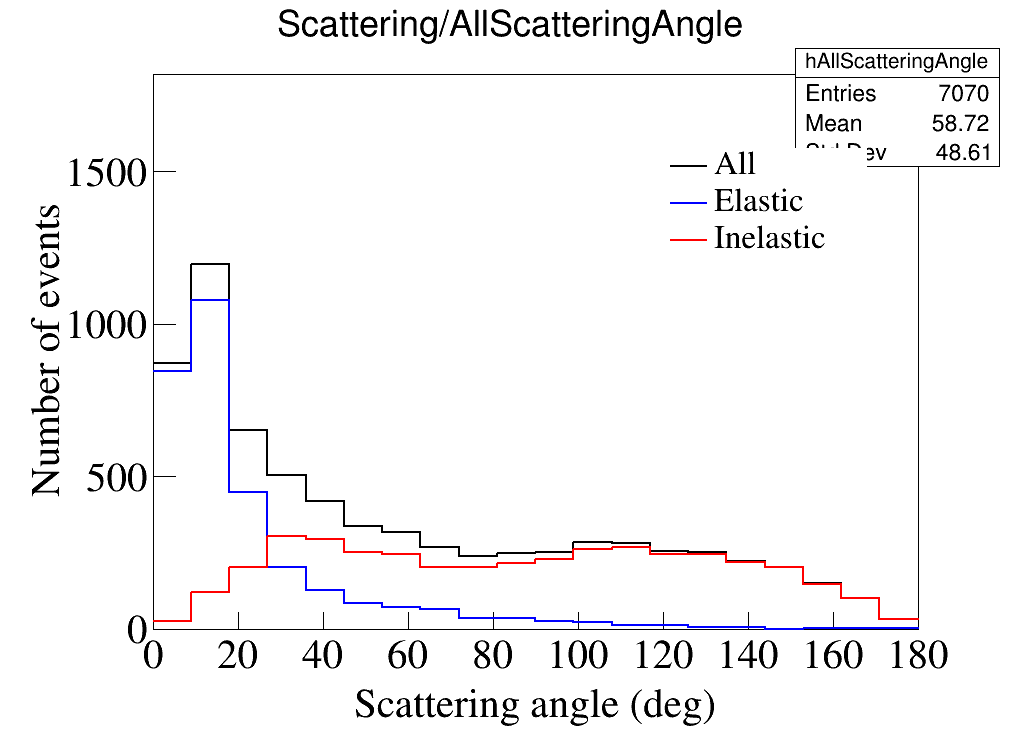 Scattering/AllScatteringAngle
hAllScatteringAngle
Entries 7070
Mean 58.72
48.61
All
Elastic
Inelastic
Number of events
1500
1000
500
0
0 20 40 60 80 100 120 140 160 180
Scattering angle (deg)